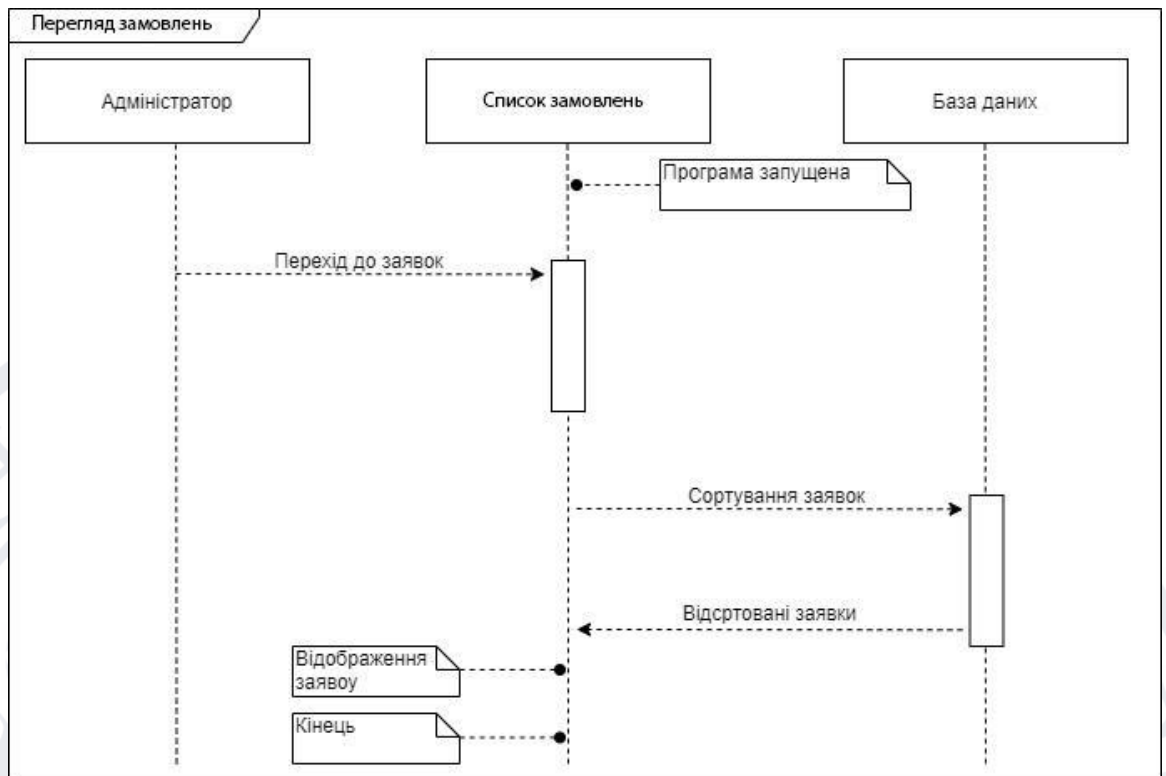 Перегляд замовлень
Адміністратор
Список замовлень
База даних
Програма запущена
Перехід до заявок
Сортування заявок
Відсртовані заявки
Відображення
заявоу
Кінець